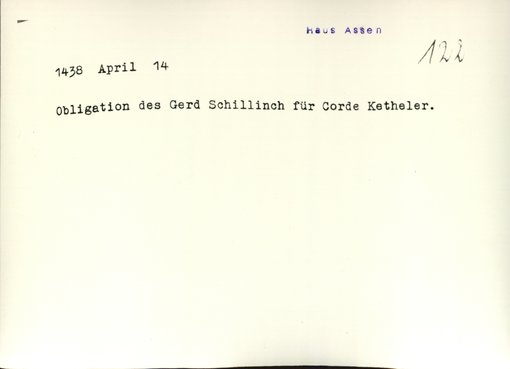 Haus Assen
122
1438 April 14
Obligation des Gerd Schillinch für Corde Ketheler.